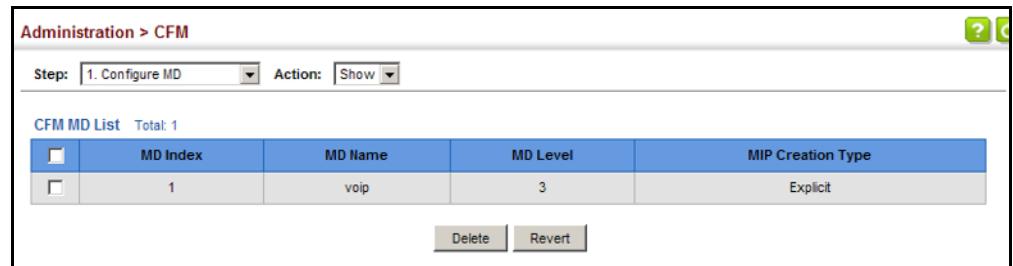 Administration > CFM
?
Step: 1. Configure MD Action: Show
CFM MD List Total: 1
MD Index MD Name MD Level MIP Creation Type
1 voip 3 Explicit
Delete Revert